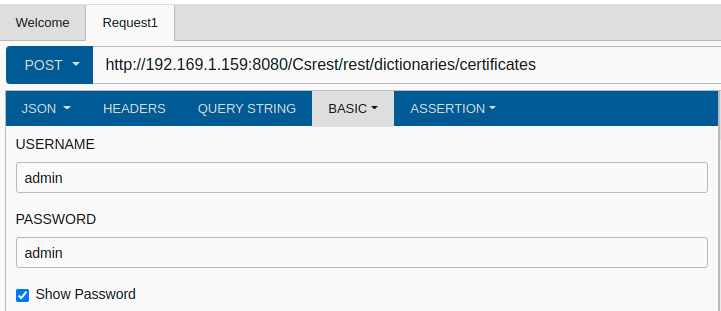 Welcome Request1
POST http://192.169.1.159:8080/Csrest/rest/dictionaries/certificates
JSON HEADERS QUERY STRING BASIC ASSERTION
USERNAME
admin
PASSWORD
admin
Show Password